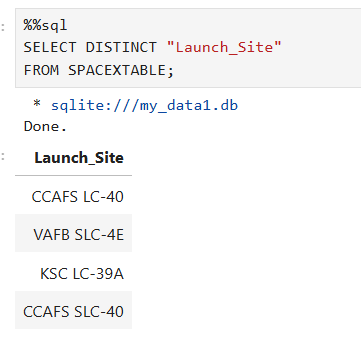 :
%%sql
SELECT DISTINCT "Launch_Site"
FROM SPACEXTABLE;
* sqlite:///my_data1.db
Done.
:
Launch_Site
CCAFS LC-40
VAFB SLC-4E
KSC LC-39A
CCAFS SLC-40